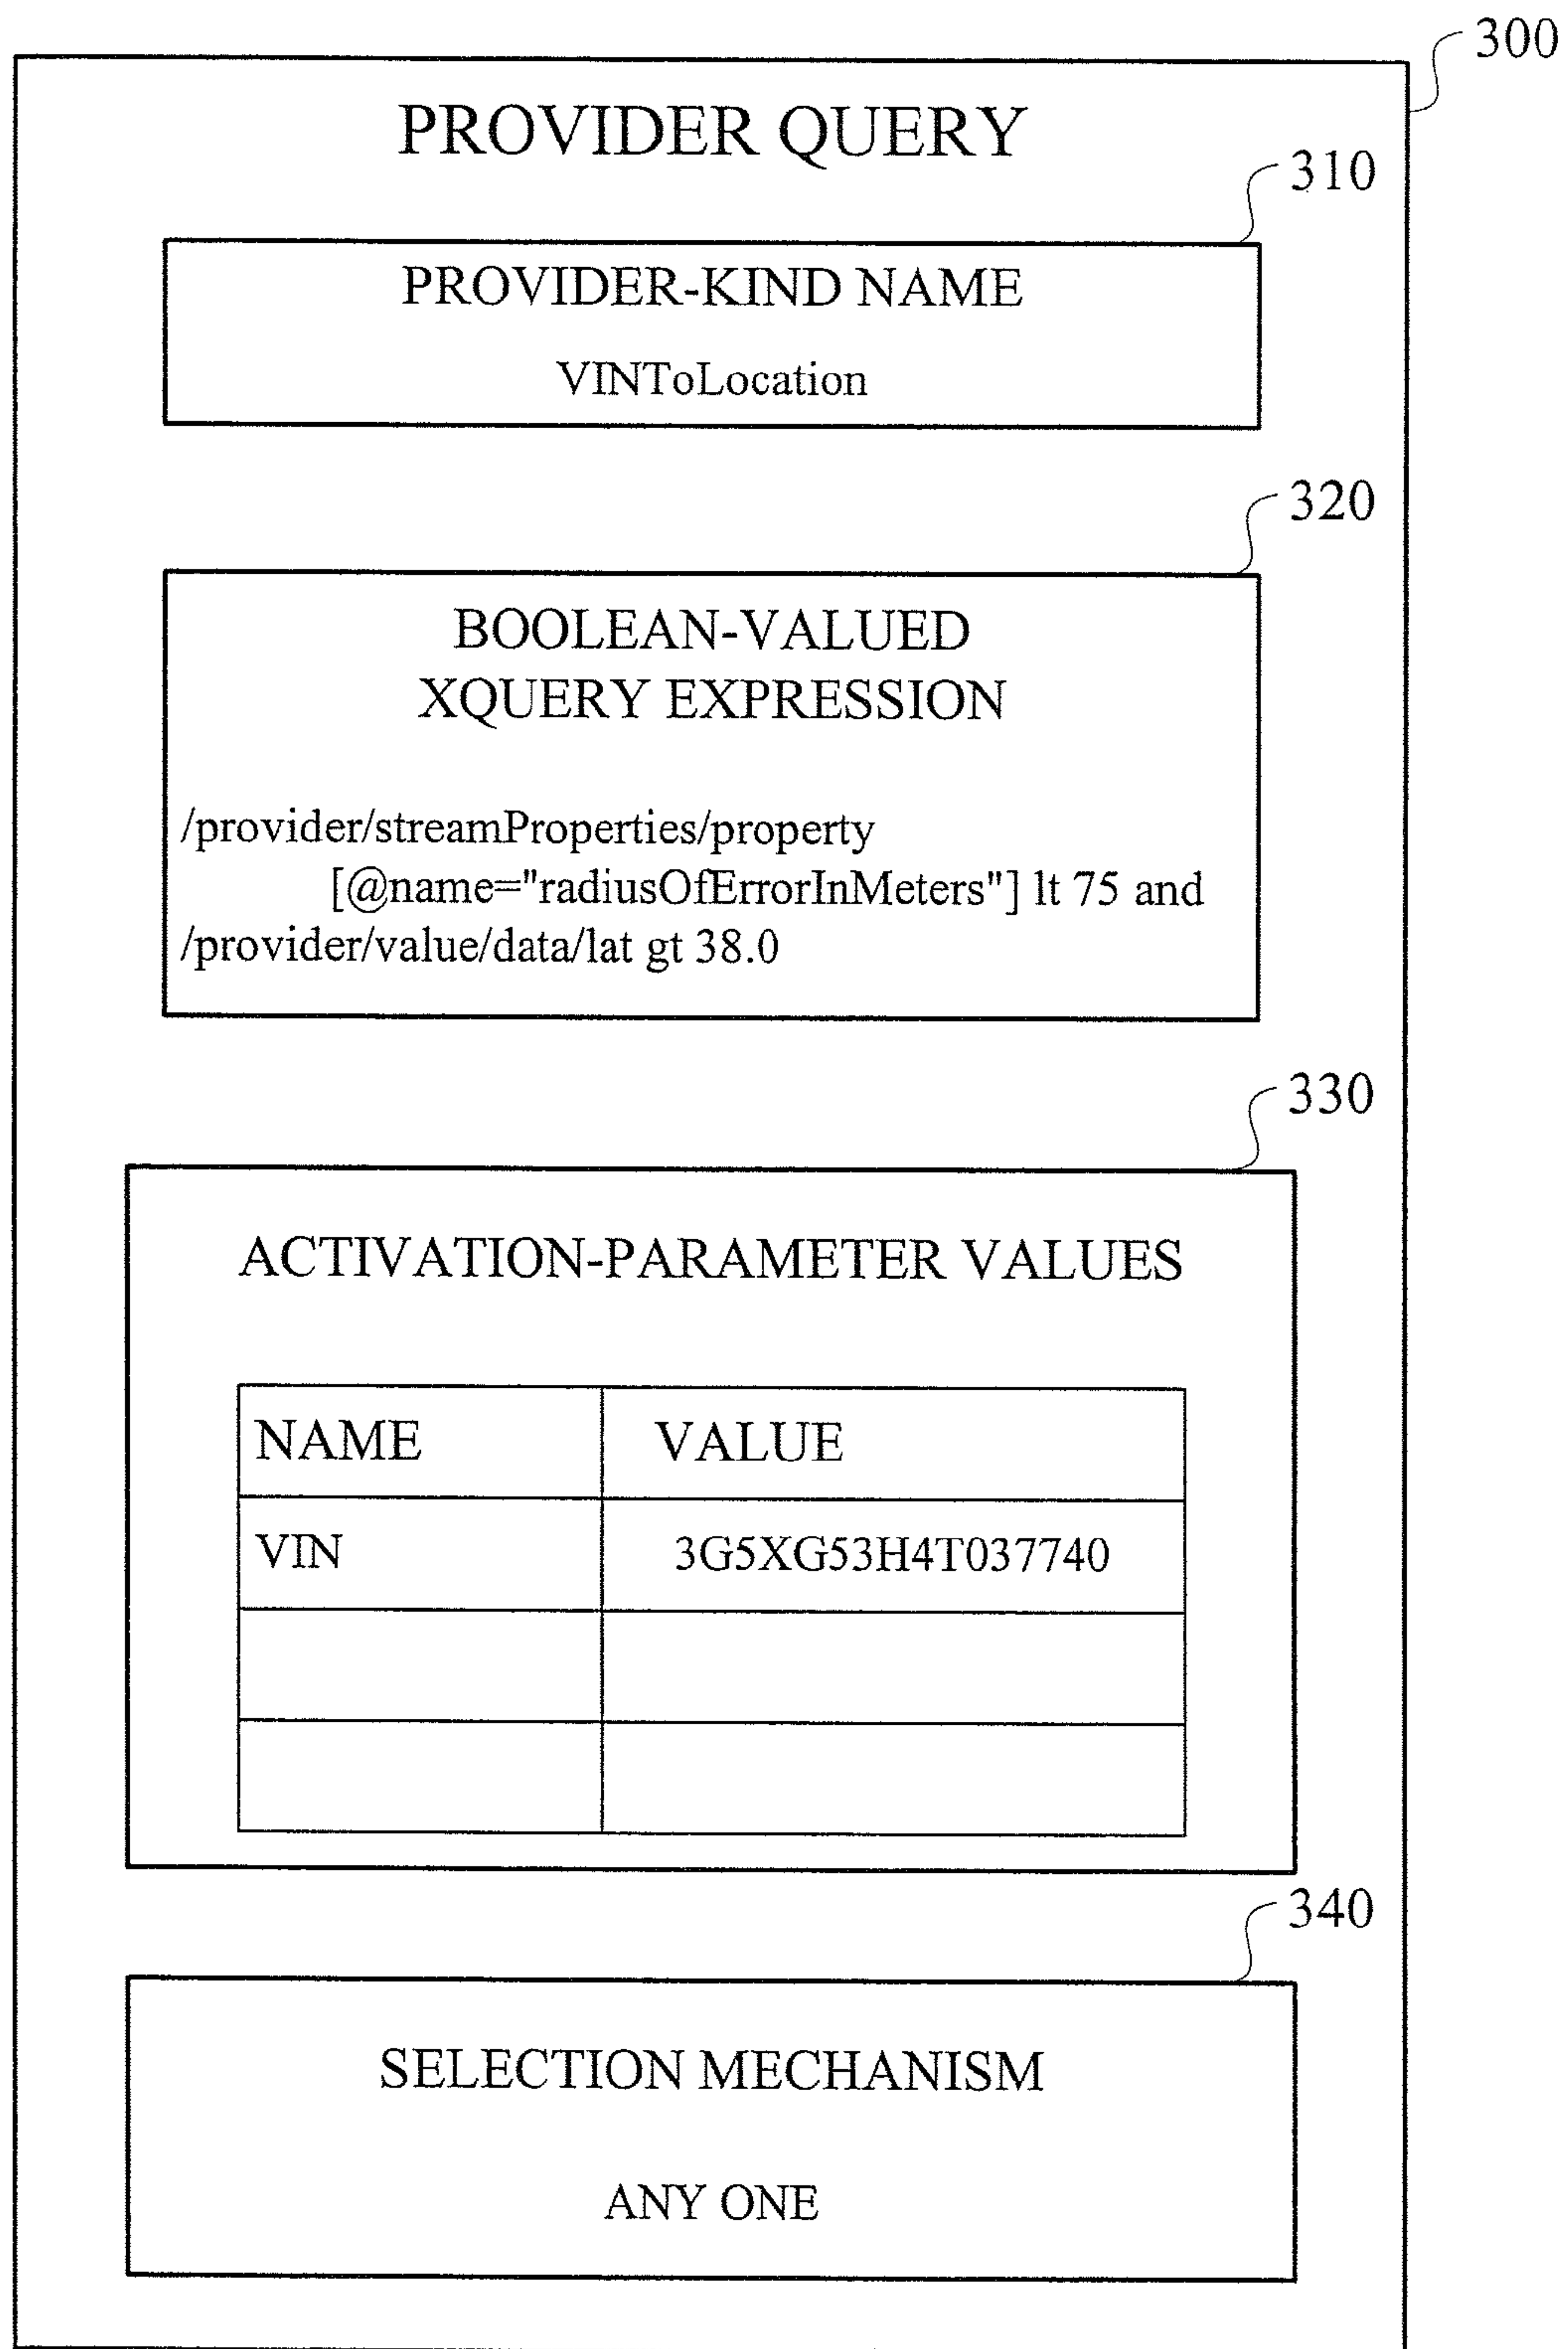 300
PROVIDER QUERY
310
PROVIDER-KIND NAME
VINToLocation
320
BOOLEAN-VALUED
XQUERY EXPRESSION
/provider/streamProperties/property
[@name="radiusOfErrorInMeters"] lt 75 and
/provider/value/data/lat gt 38.0
330
ACTIVATION-PARAMETER VALUES
NAME VALUE
VIN 3G5XG53H4T037740
340
SELECTION MECHANISM
ANY ONE